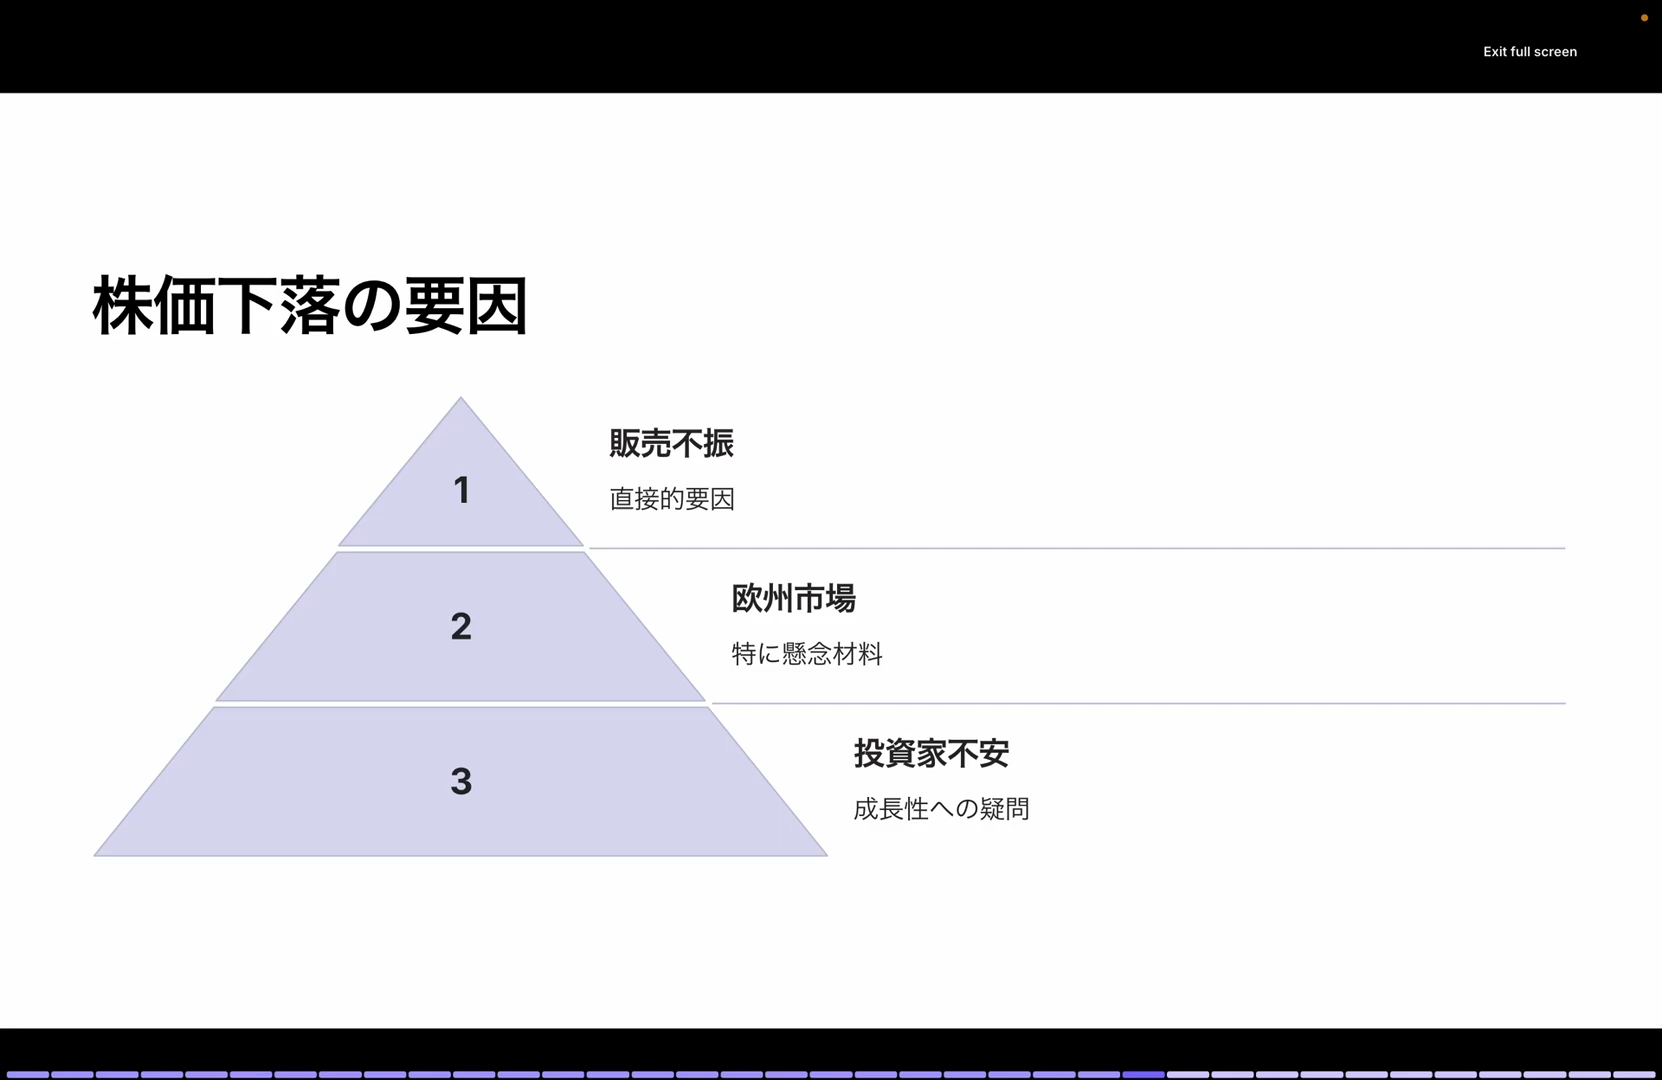 Exit full screen
株価下落の要因
1
販売不振
直接的要因
2
欧州市場
特に懸念材料
3
投資家不安
成長性への疑問